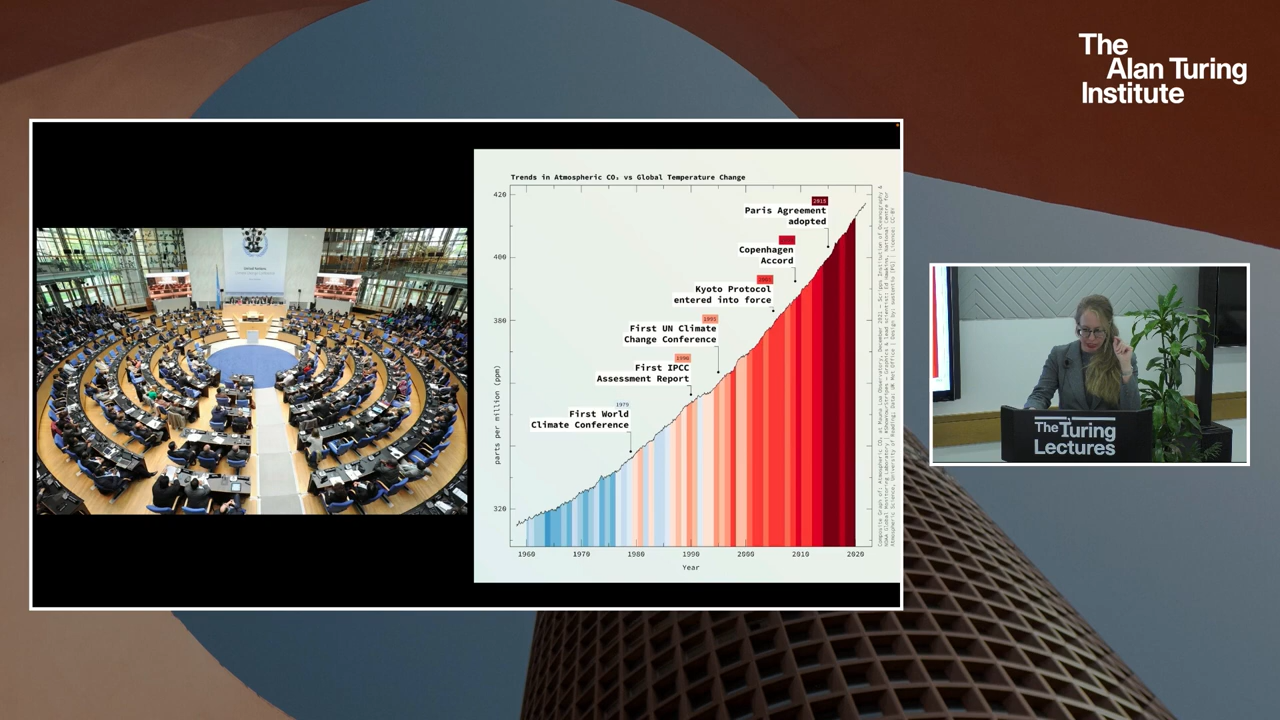 The
Alan Turing
Institute
Trends in Atmospheric CO₂ vs Global Temperature Change
420
400
380
320
parts per million (ppm)
2015
Paris Agreement
adopted
Copenhagen
Accord
Kyoto Protocol
entered into force
1995
First UN Climate
Change Conference
1990
First IPCC
Assessment Report
1979
First World
Climate Conference
1960
1970
1980
1990
2000
2010
2020
Year
The Turing
Lectures